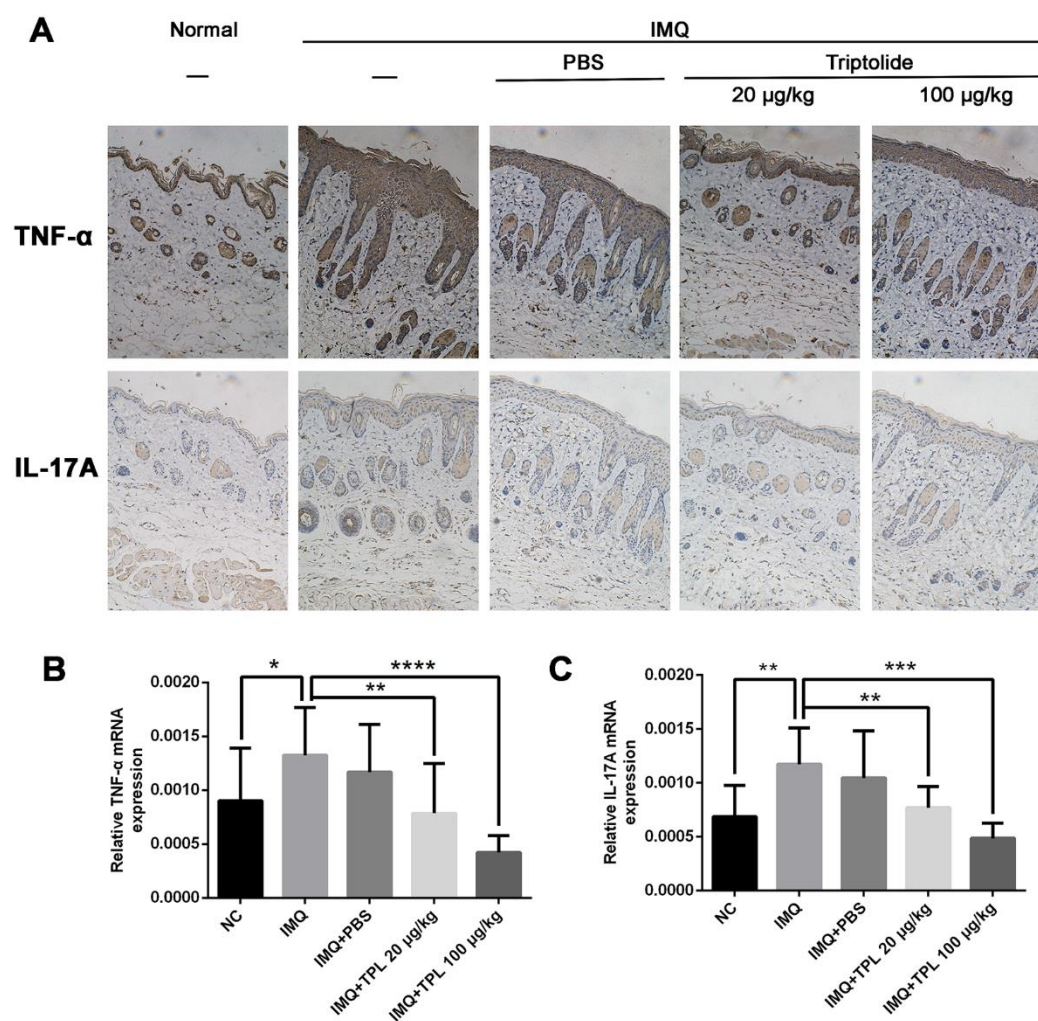 A
Normal
IMQ
—
—
PBS
Triptolide
20 µg/kg
100 µg/kg
TNF-α
IL-17A
B
Relative TNF-α mRNA
expression
0.0020
0.0015
0.0010
0.0005
0.0000
*
****
**
NC
IMQ
IMQ+PBS
IMQ+TPL 20 µg/kg
IMQ+TPL 100 µg/kg
C
Relative IL-17A mRNA
expression
0.0020
0.0015
0.0010
0.0005
0.0000
**
***
**
NC
IMQ
IMQ+PBS
IMQ+TPL 20 µg/kg
IMQ+TPL 100 µg/kg